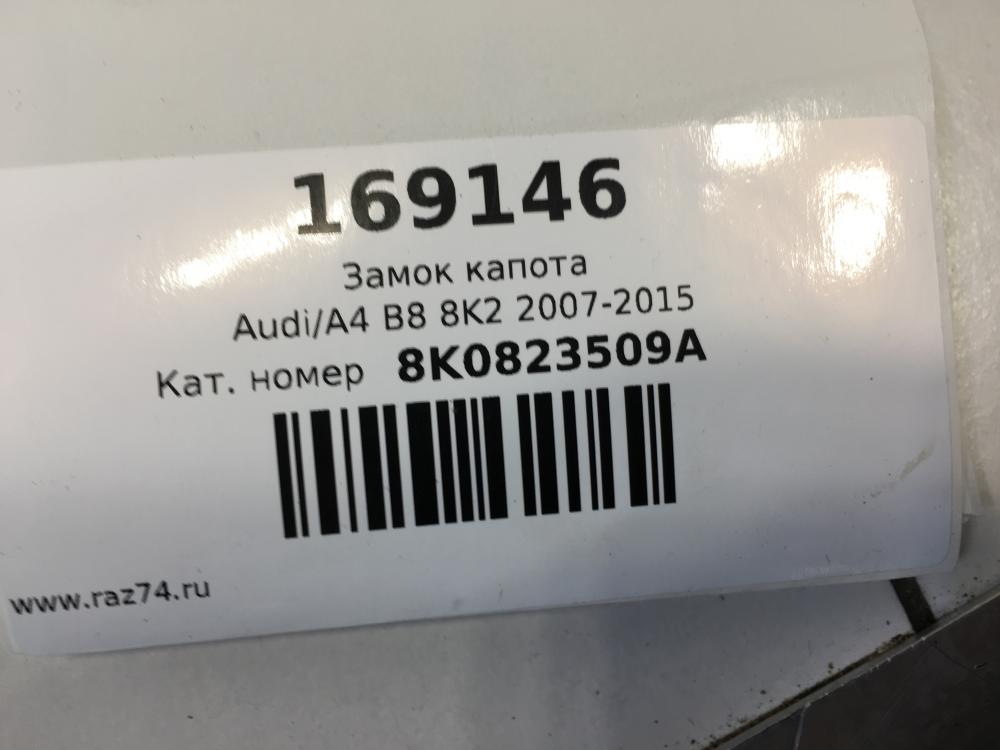 169146
Замок капота
Audi/A4 B8 8K2 2007-2015
Кат. номер 8K0823509A
www.raz74.ru